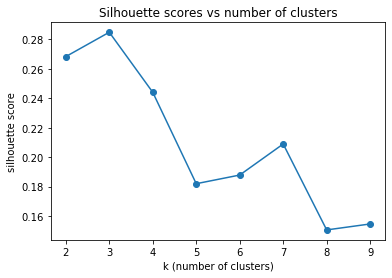 Silhouette scores vs number of clusters
silhouette score
0.28
0.26
0.24
0.22
0.20
0.18
0.16
2 3 4 5 6 7 8 9
k (number of clusters)